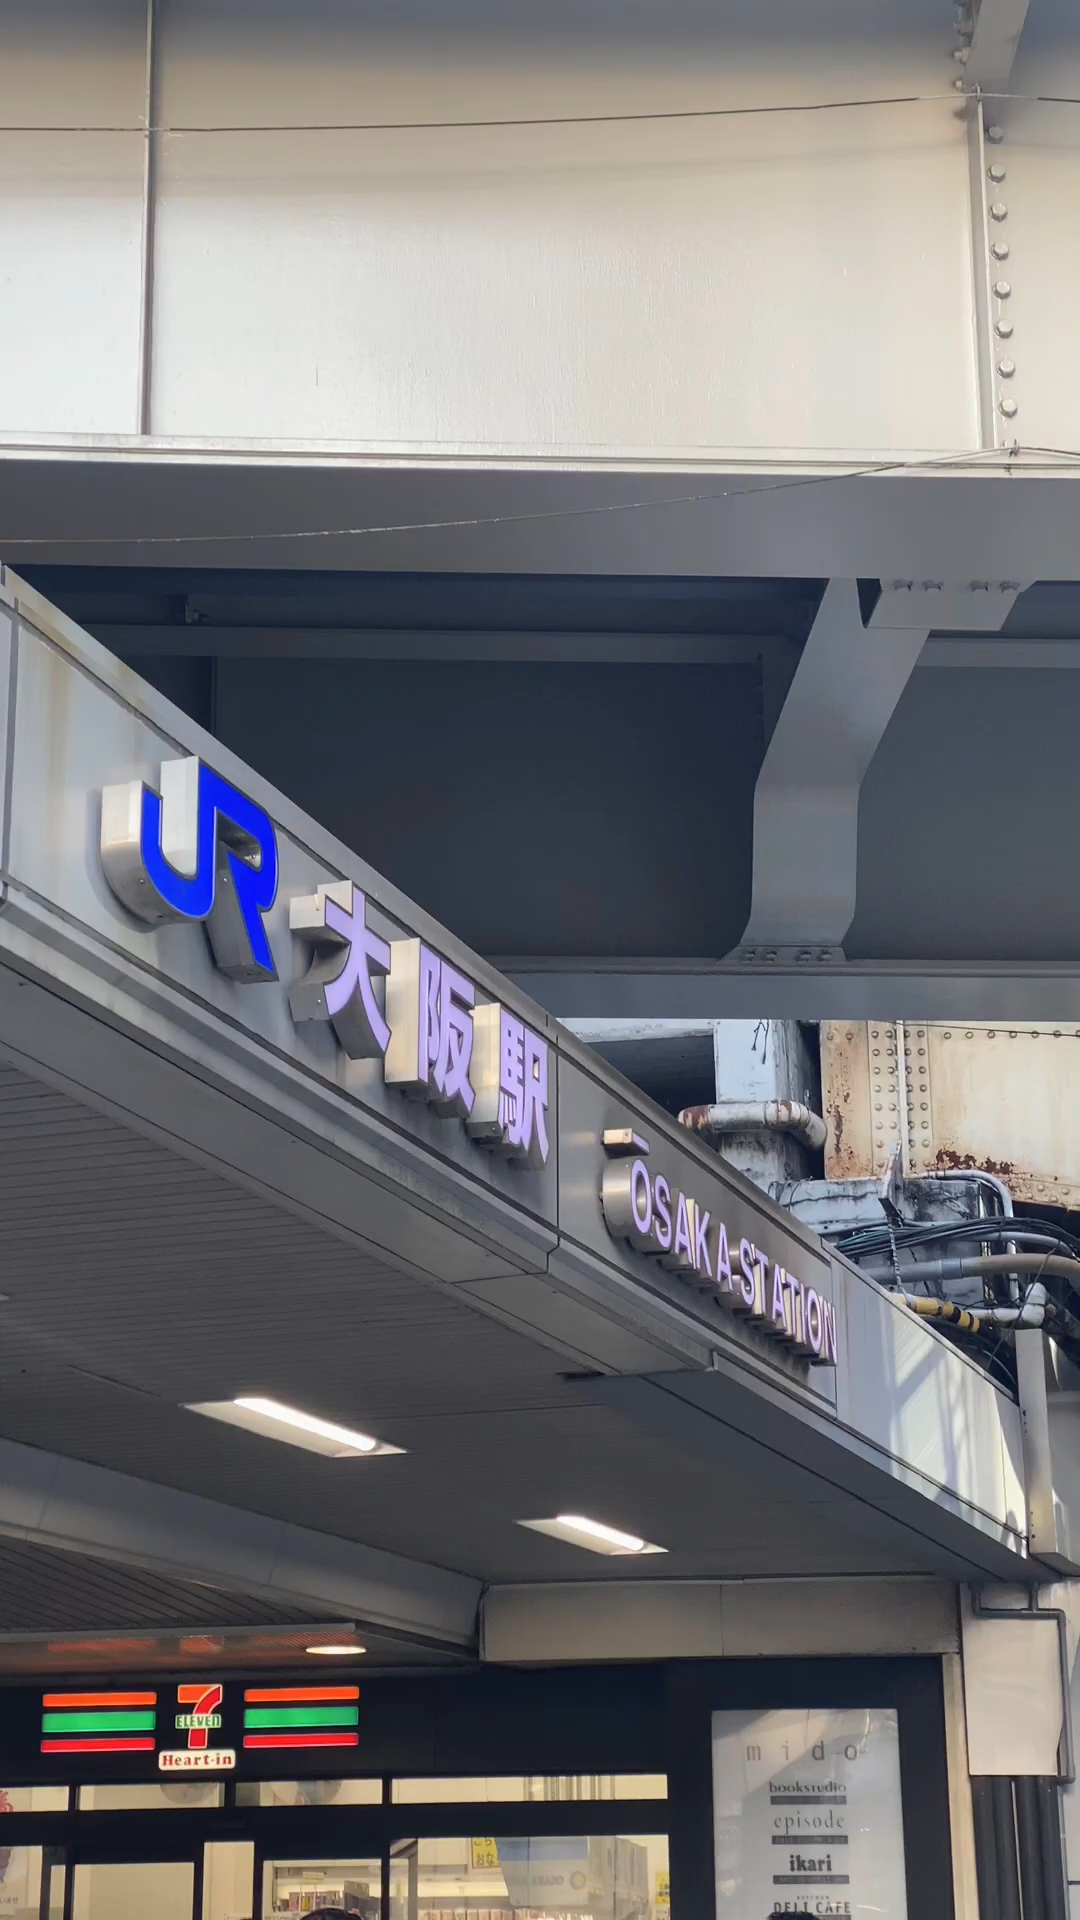 JR 大阪駅
ŌSAKA STATION
7
ELEVEN
Heart-in
mido
bookstudio
episode
ikari
DELI CAFE